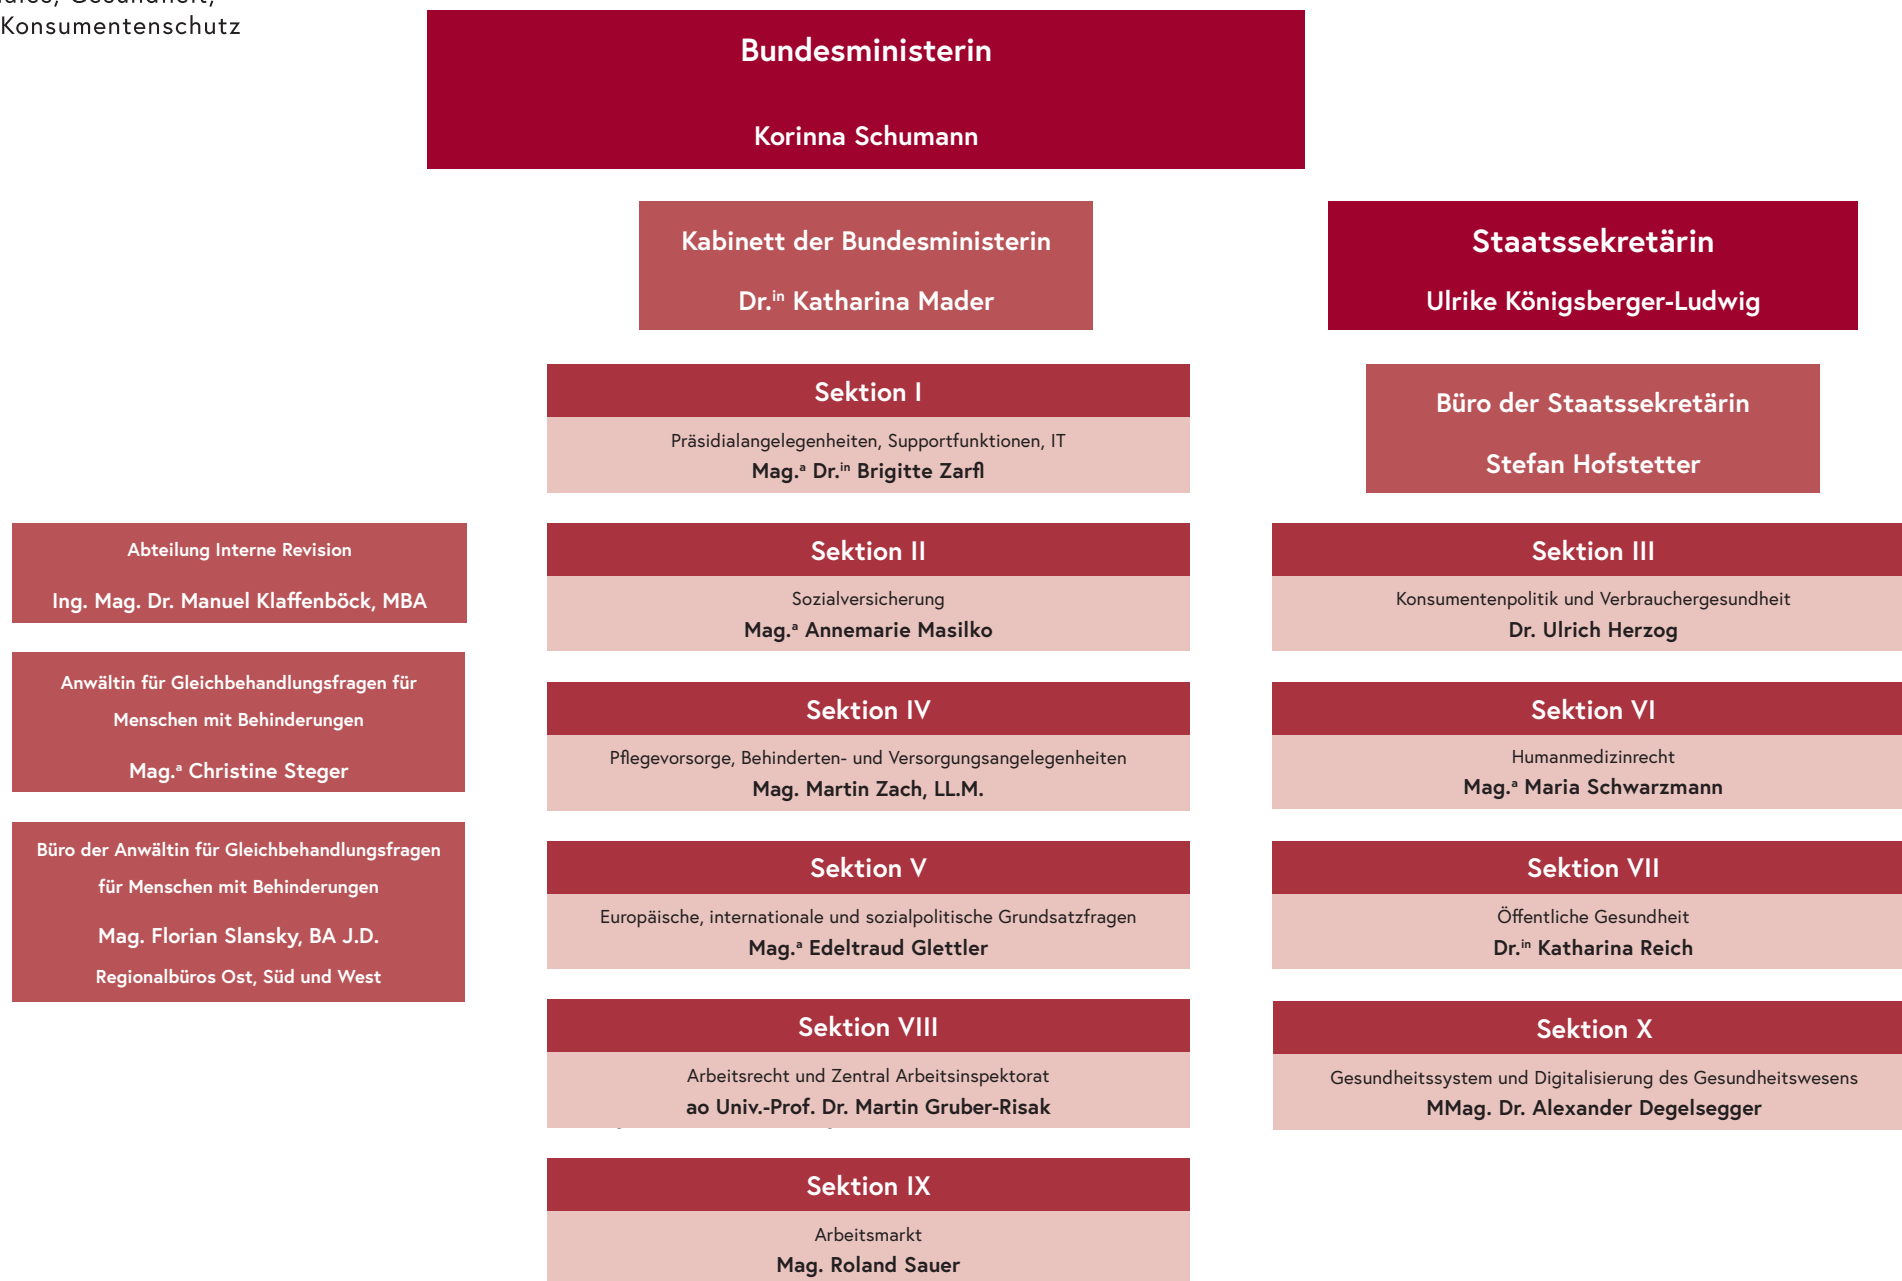 Konsumentenschutz
Bundesministerin
Korinna Schumann
Kabinett der Bundesministerin
Dr.ⁱⁿ Katharina Mader
Staatssekretärin
Ulrike Königsberger-Ludwig
Büro der Staatssekretärin
Stefan Hofstetter
Abteilung Interne Revision
Ing. Mag. Dr. Manuel Klaffenböck, MBA
Anwältin für Gleichbehandlungsfragen für
Menschen mit Behinderungen
Mag.ᵃ Christine Steger
Büro der Anwältin für Gleichbehandlungsfragen
für Menschen mit Behinderungen
Mag. Florian Slansky, BA J.D.
Regionalbüros Ost, Süd und West
Sektion I
Präsidialangelegenheiten, Supportfunktionen, IT
Mag.ᵃ Dr.ⁱⁿ Brigitte Zarfl
Sektion II
Sozialversicherung
Mag.ᵃ Annemarie Masilko
Sektion IV
Pflegevorsorge, Behinderten- und Versorgungsangelegenheiten
Mag. Martin Zach, LL.M.
Sektion V
Europäische, internationale und sozialpolitische Grundsatzfragen
Mag.ᵃ Edeltraud Glettler
Sektion VIII
Arbeitsrecht und Zentral Arbeitsinspektorat
ao Univ.-Prof. Dr. Martin Gruber-Risak
Sektion IX
Arbeitsmarkt
Mag. Roland Sauer
Sektion III
Konsumentenpolitik und Verbrauchergesundheit
Dr. Ulrich Herzog
Sektion VI
Humanmedizinrecht
Mag.ᵃ Maria Schwarzmann
Sektion VII
Öffentliche Gesundheit
Dr.ⁱⁿ Katharina Reich
Sektion X
Gesundheitssystem und Digitalisierung des Gesundheitswesens
MMag. Dr. Alexander Degelsegger